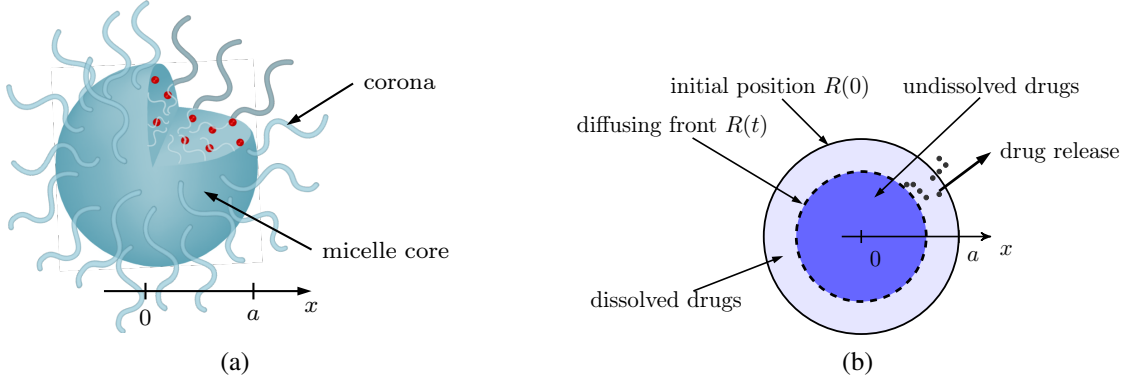 corona
micelle core
0
a
x
(a)
initial position R(0)
undissolved drugs
diffusing front R(t)
drug release
0
a
x
dissolved drugs
(b)